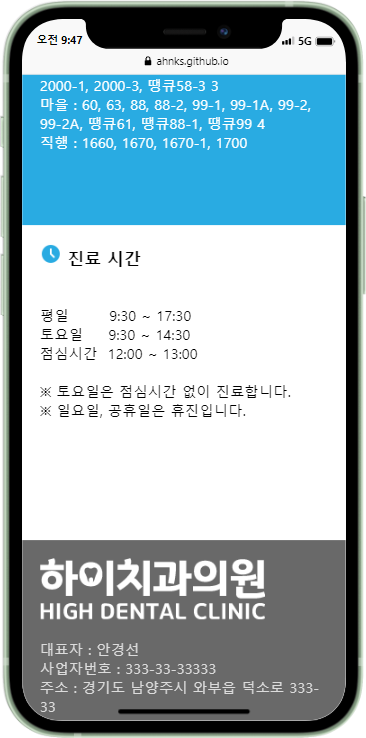 오전 9:47
5G
ahnks.github.io
2000-1, 2000-3, 땡큐58-3 3
마을 : 60, 63, 88, 88-2, 99-1, 99-1A, 99-2,
99-2A, 땡큐61, 땡큐88-1, 땡큐99 4
직행 : 1660, 1670, 1670-1, 1700
진료 시간
평일 9:30 ~ 17:30
토요일 9:30 ~ 14:30
점심시간 12:00 ~ 13:00
※ 토요일은 점심시간 없이 진료합니다.
※ 일요일, 공휴일은 휴진입니다.
하이치과의원
HIGH DENTAL CLINIC
대표자 : 안경선
사업자번호 : 333-33-33333
주소 : 경기도 남양주시 와부읍 덕소로 333-
33